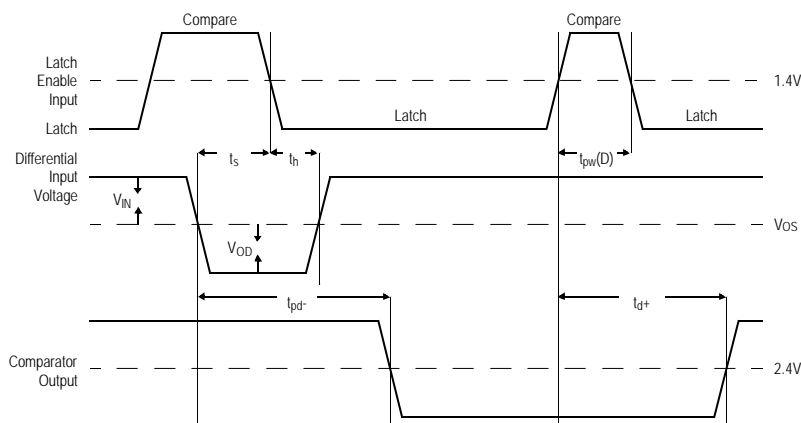 Compare
Compare
Latch
Enable
Input
1.4V
Latch
Latch
Latch
Differential
Input
Voltage
ts
th
tpw(D)
VIN
VOS
VOD
tpd-
td+
Comparator
Output
2.4V